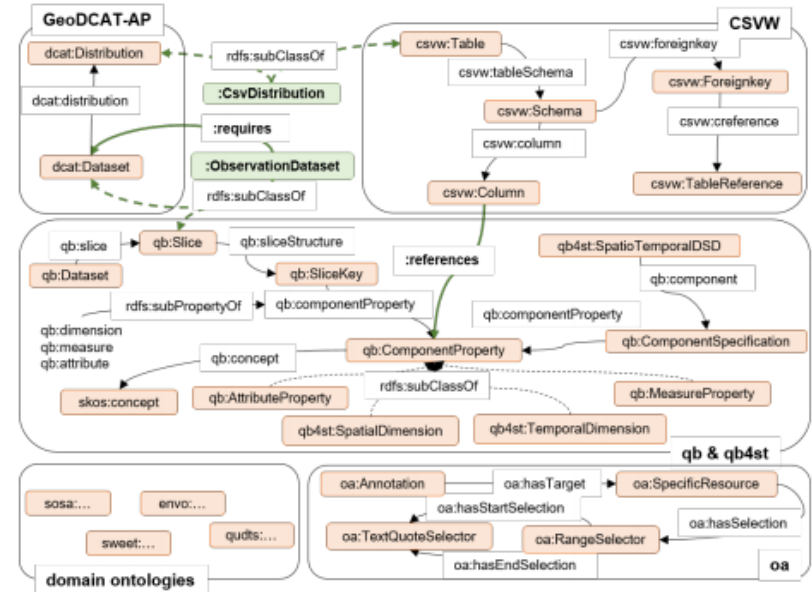 GeoDCAT-AP
CSVW
dcat:Distribution
rdfs:subClassOf
csvw:Table
csvw:foreignkey
csvw:tableSchema
csvw:Foreignkey
dcat:distribution
:CsvDistribution
csvw:Schema
csvw:creference
:requires
csvw:column
dcat:Dataset
:ObservationDataset
rdfs:subClassOf
csvw:Column
csvw:TableReference
qb:slice
qb:Slice
qb:sliceStructure
qb4st:SpatioTemporalDSD
qb:Dataset
qb:SliceKey
:references
qb:component
rdfs:subPropertyOf
qb:componentProperty
qb:componentProperty
qb:dimension
qb:measure
qb:attribute
qb:concept
qb:ComponentProperty
qb:ComponentSpecification
skos:concept
qb:AttributeProperty
rdfs:subClassOf
qb:MeasureProperty
qb4st:SpatialDimension
qb4st:TemporalDimension
qb & qb4st
sosa:...
envo:...
sweet:...
qudts:...
domain ontologies
oa:Annotation
oa:hasTarget
oa:SpecificResource
oa:hasStartSelection
oa:hasSelection
oa:TextQuoteSelector
oa:RangeSelector
oa:hasEndSelection
oa